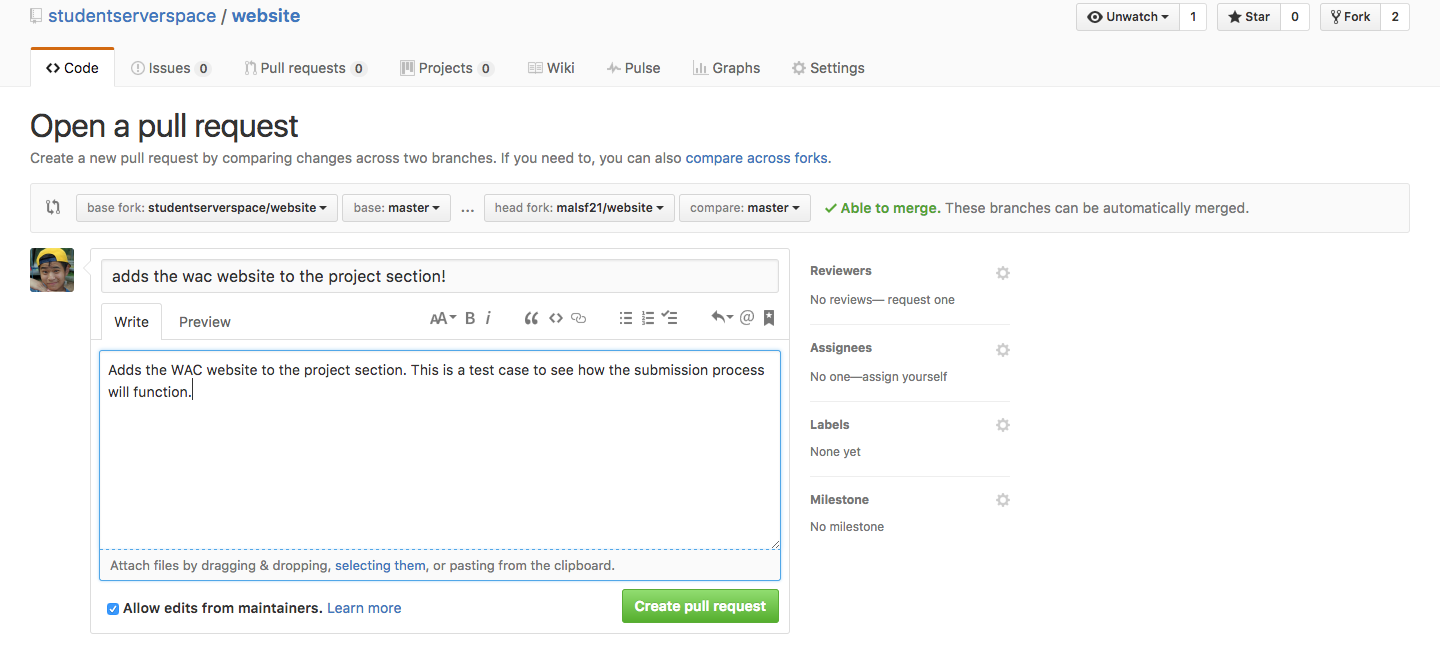 studentserverspace / website
Unwatch 1 Star 0 Fork 2
Code Issues 0 Pull requests 0 Projects 0 Wiki Pulse Graphs Settings
Open a pull request
Create a new pull request by comparing changes across two branches. If you need to, you can also compare across forks.
base fork: studentserverspace/website base: master ... head fork: malsf21/website compare: master Able to merge. These branches can be automatically merged.
adds the wac website to the project section!
Write Preview AA B i “ <> @
Adds the WAC website to the project section. This is a test case to see how the submission process
will function.
Attach files by dragging & dropping, selecting them, or pasting from the clipboard.
Allow edits from maintainers. Learn more Create pull request
Reviewers
No reviews— request one
Assignees
No one—assign yourself
Labels
None yet
Milestone
No milestone